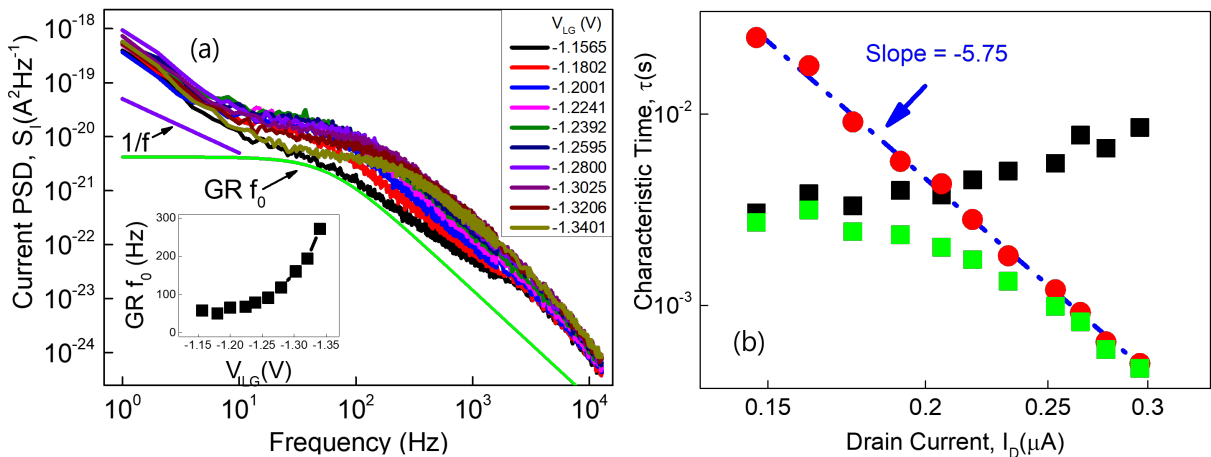 (a)
V_LG (V)
-1.1565
-1.1802
-1.2001
-1.2241
-1.2392
-1.2595
-1.2800
-1.3025
-1.3206
-1.3401
10^-18
10^-19
10^-20
10^-21
10^-22
10^-23
10^-24
Current PSD, S_I(A²Hz⁻¹)
1/f
GR f_0
300
200
100
0
GR f_0 (Hz)
-1.15 -1.20 -1.25 -1.30 -1.35
V_LG(V)
10^0 10^1 10^2 10^3 10^4
Frequency (Hz)
Slope = -5.75
10^-2
10^-3
Characteristic Time, τ(s)
(b)
0.15 0.2 0.25 0.3
Drain Current, I_D(μA)